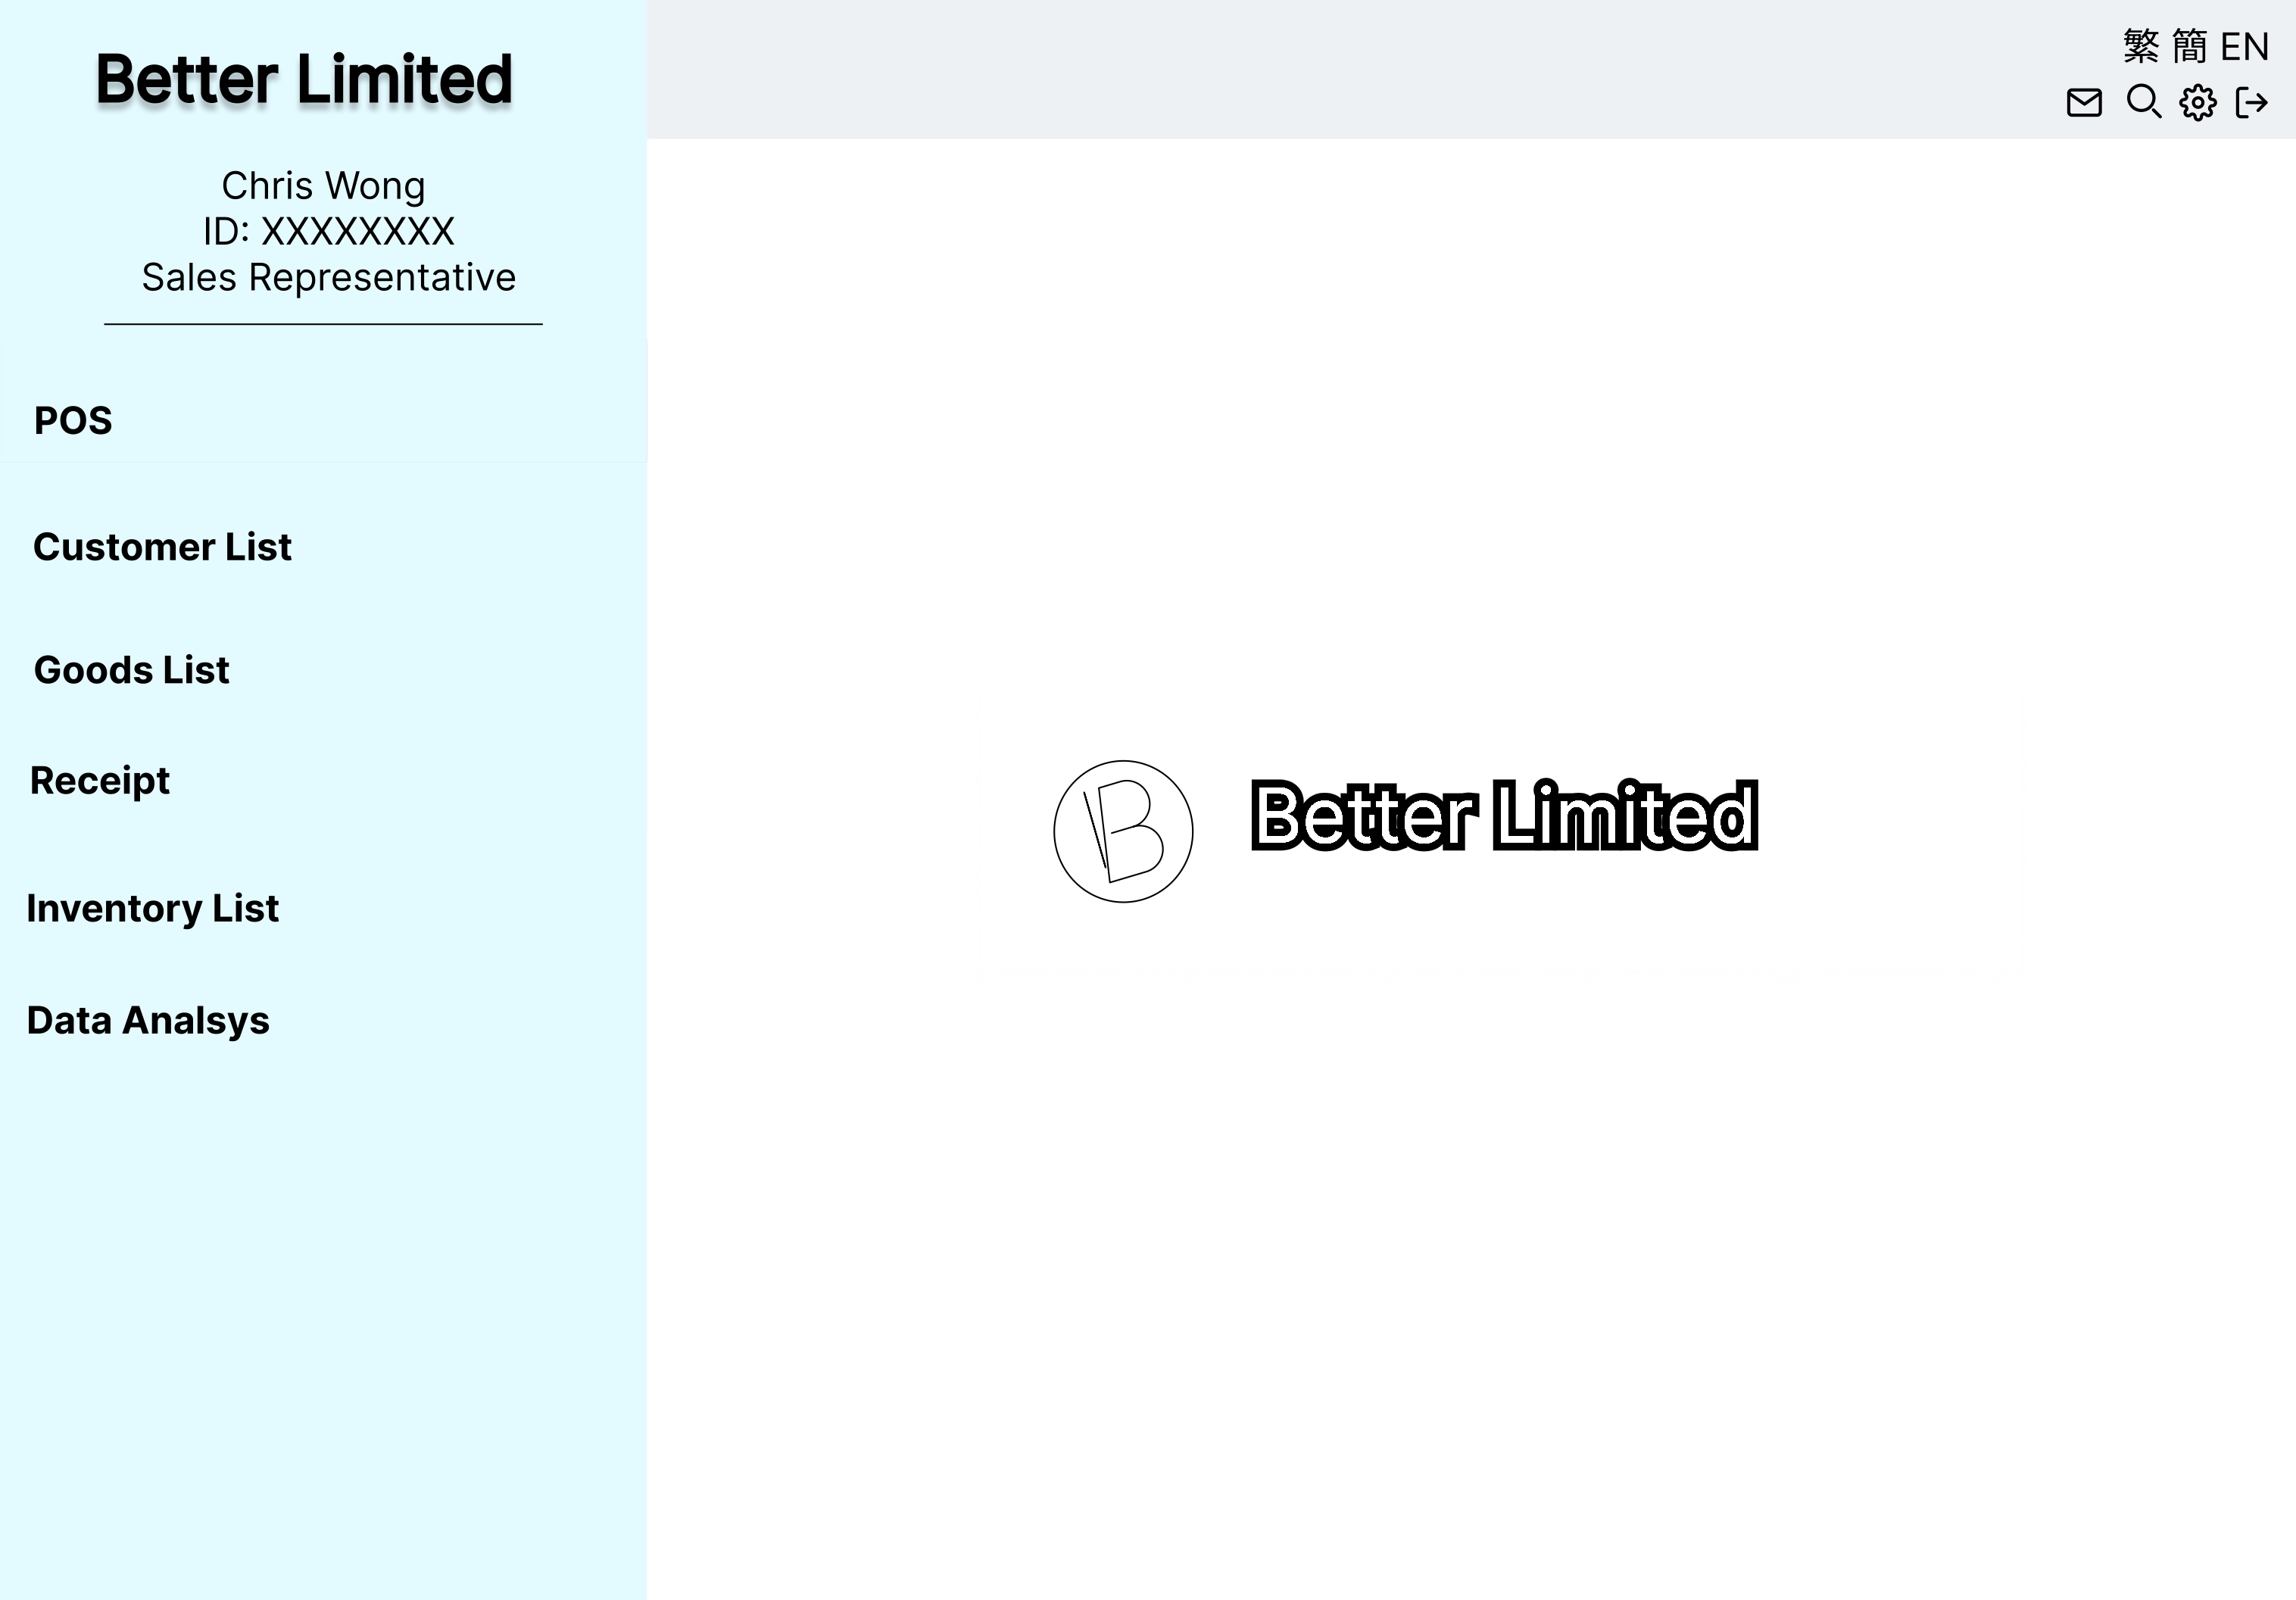 Better Limited
繁 簡 EN
Chris Wong
ID: XXXXXXXX
Sales Representative
POS
Customer List
Goods List
Receipt
Inventory List
Data Analsys
B Better Limited